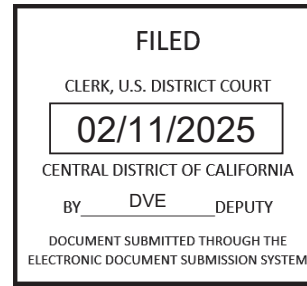 FILED
CLERK, U.S. DISTRICT COURT
02/11/2025
CENTRAL DISTRICT OF CALIFORNIA
BY DVE DEPUTY
DOCUMENT SUBMITTED THROUGH THE
ELECTRONIC DOCUMENT SUBMISSION SYSTEM